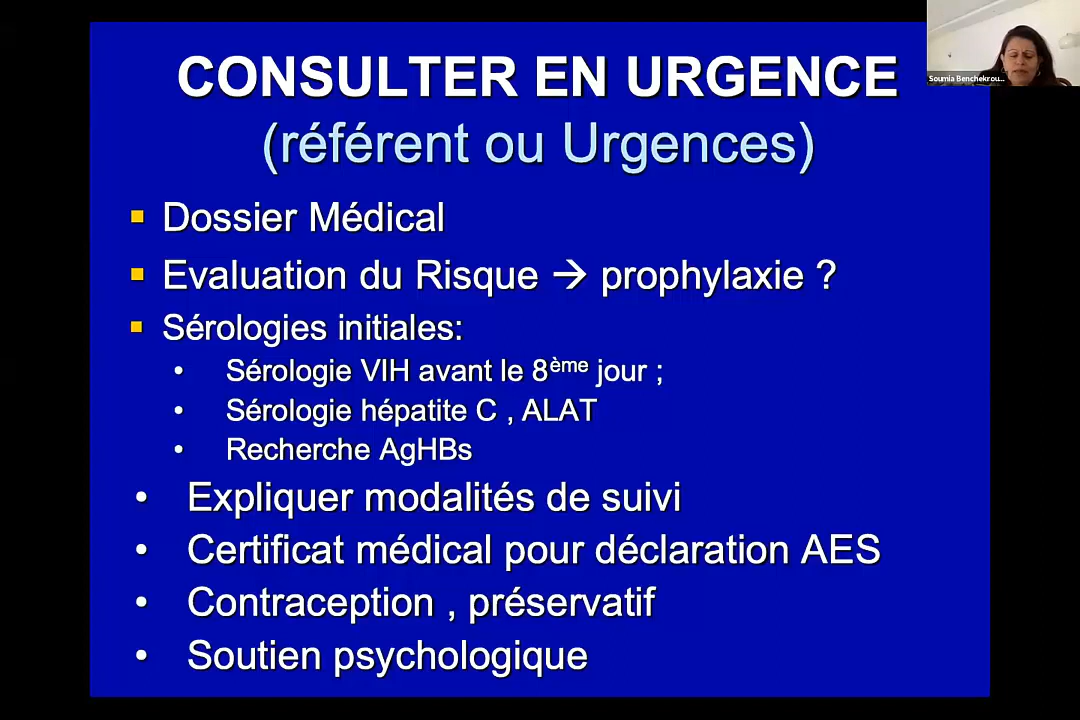 CONSULTER EN URGENCE
(référent ou Urgences)
Soumia Benchekrou...
▪ Dossier Médical
▪ Evaluation du Risque → prophylaxie ?
▪ Sérologies initiales:
• Sérologie VIH avant le 8ème jour ;
• Sérologie hépatite C , ALAT
• Recherche AgHBs
• Expliquer modalités de suivi
• Certificat médical pour déclaration AES
• Contraception , préservatif
• Soutien psychologique